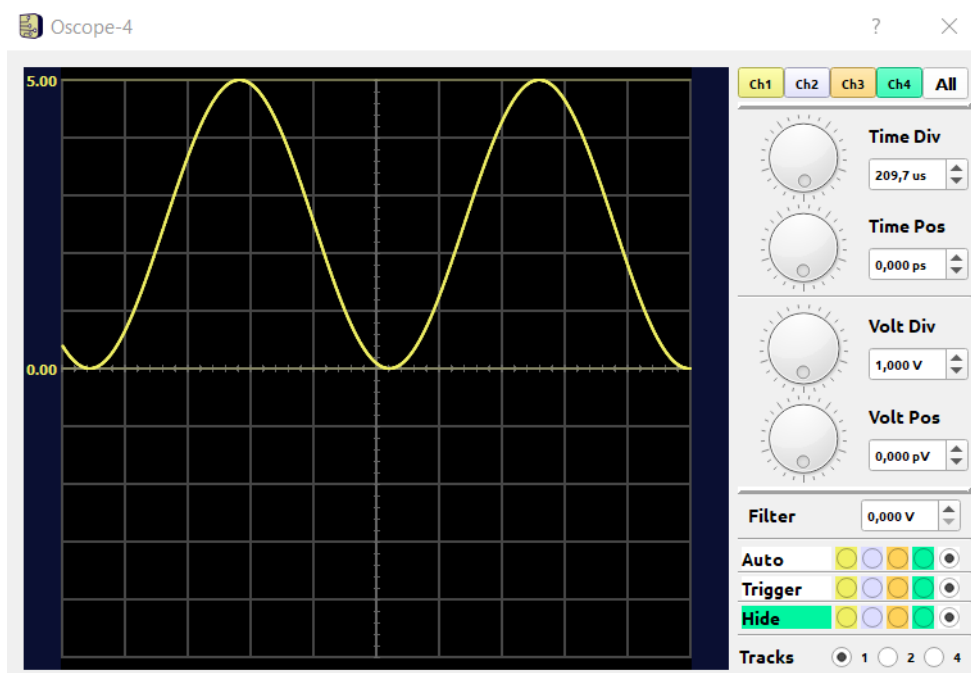 Oscope-4 ?
5.00
0.00
Ch1 Ch2 Ch3 Ch4 All
Time Div
209,7 us
Time Pos
0,000 ps
Volt Div
1,000 V
Volt Pos
0,000 pV
Filter 0,000 V
Auto
Trigger
Hide
Tracks 1 2 4